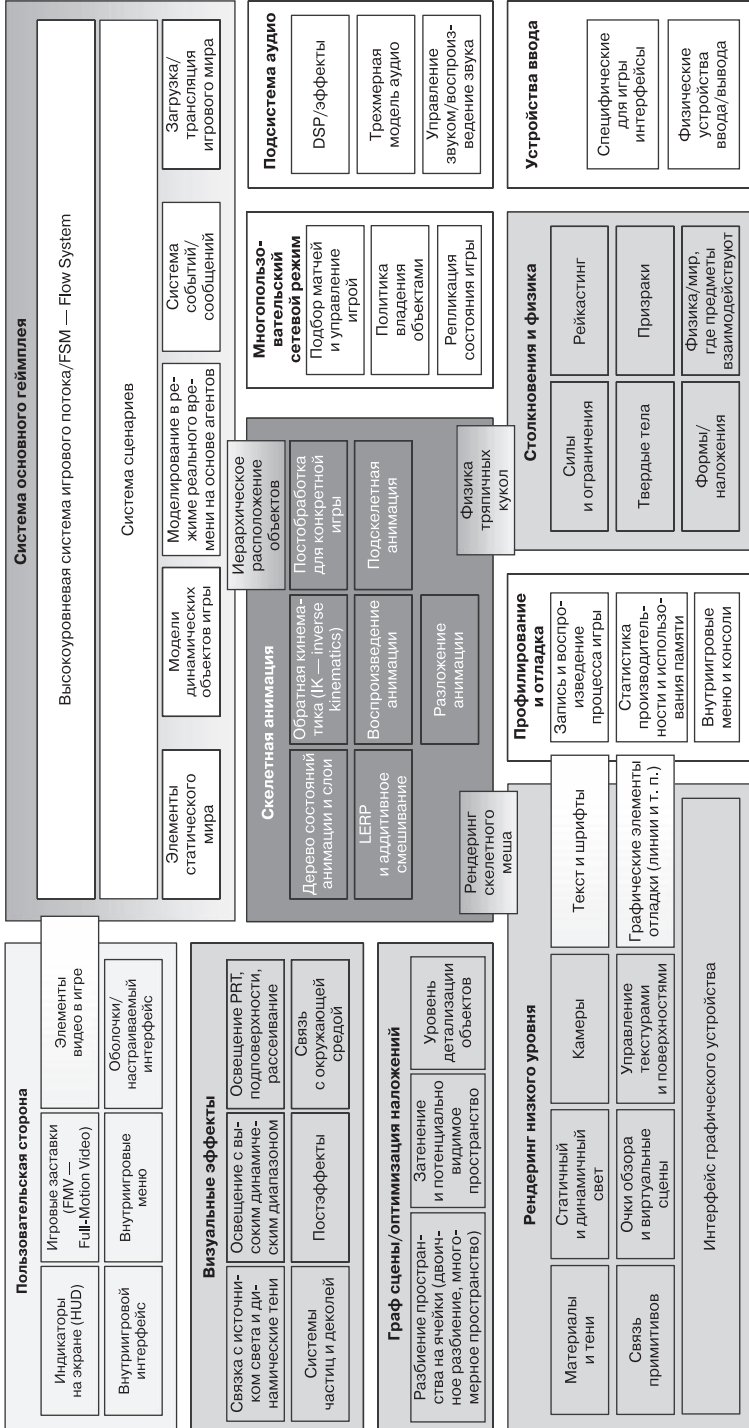 Пользовательская сторона
Индикаторы
на экране (HUD)
Игровые заставки
(FMV —
Full-Motion Video)
Элементы
видео в игре
Внутриигровой
интерфейс
Внутриигровые
меню
Оболочки/
настраиваемый
интерфейс
Система основного геймплея
Высокоуровневая система игрового потока/FSM — Flow System
Система сценариев
Элементы
статического
мира
Модели
динамических
объектов игры
Моделирование в ре-
жиме реального вре-
мени на основе агентов
Система
событий/
сообщений
Загрузка/
трансляция
игрового мира
Визуальные эффекты
Связка с источни-
ком света и ди-
намические тени
Освещение с вы-
соким динамиче-
ским диапазоном
Освещение PRT,
подповерхности,
рассеивание
Системы
частиц и деколей
Постэффекты
Связь
с окружающей
средой
Граф сцены/оптимизация наложений
Разбиение простран-
ства на ячейки (двоич-
ное разбиение, много-
мерное пространство)
Затенение
и потенциально
видимое
пространство
Уровень
детализации
объектов
Скелетная анимация
Иерархическое
расположение
объектов
Дерево состояний
анимации и слои
Обратная кинема-
тика (IK — inverse
kinematics)
Постобработка
для конкретной
игры
LERP
и аддитивное
смешивание
Воспроизведение
анимации
Подскелетная
анимация
Разложение
анимации
Рендеринг
скелетного
меша
Физика
тряпичных
кукол
Многопользо-
вательский
сетевой режим
Подбор матчей
и управление
игрой
Политика
владения
объектами
Репликация
состояния игры
Подсистема аудио
DSP/эффекты
Трехмерная
модель аудио
Управление
звуком/воспроиз-
ведение звука
Рендеринг низкого уровня
Материалы
и тени
Статичный
и динамичный
свет
Камеры
Текст и шрифты
Связь
примитивов
Очки обзора
и виртуальные
сцены
Управление
текстурами
и поверхностями
Графические элементы
отладки (линии и т. п.)
Интерфейс графического устройства
Профилирование
и отладка
Запись и воспро-
изведение
процесса игры
Статистика
производитель-
ности и использо-
вания памяти
Внутриигровые
меню и консоли
Столкновения и физика
Силы
и ограничения
Рейкастинг
Твердые тела
Призраки
Формы/
наложения
Физика/мир,
где предметы
взаимодействуют
Устройства ввода
Специфические
для игры
интерфейсы
Физические
устройства
ввода/вывода